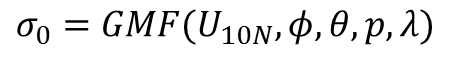 σ₀ = GMF(U₁₀N, ϕ, θ, p, λ)